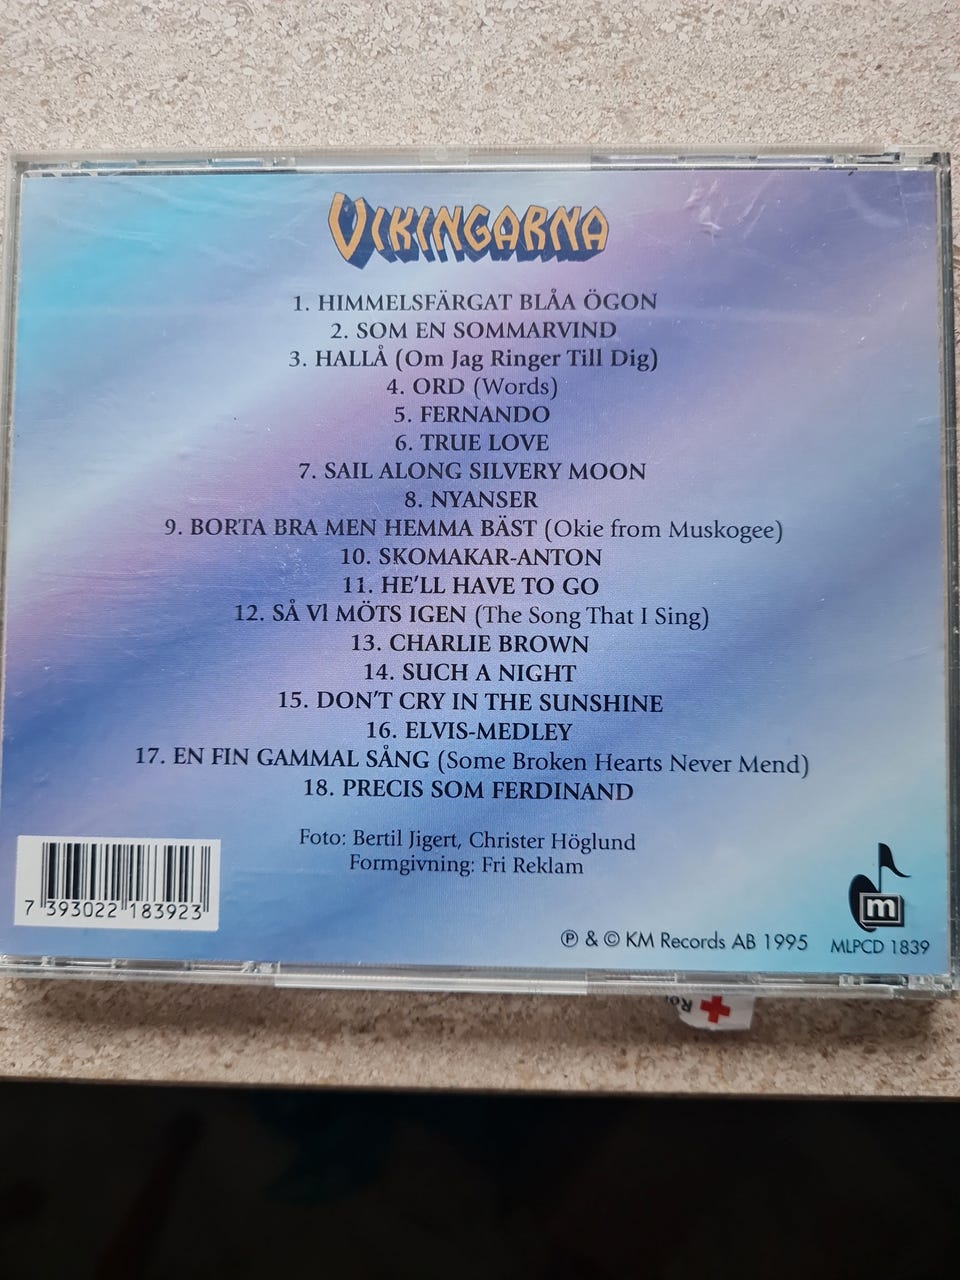 VIKINGARNA
1. HIMMELSFÄRGAT BLÅA ÖGON
2. SOM EN SOMMARVIND
3. HALLÅ (Om Jag Ringer Till Dig)
4. ORD (Words)
5. FERNANDO
6. TRUE LOVE
7. SAIL ALONG SILVERY MOON
8. NYANSER
9. BORTA BRA MEN HEMMA BÄST (Okie from Muskogee)
10. SKOMAKAR-ANTON
11. HE'LL HAVE TO GO
12. SÅ VI MÖTS IGEN (The Song That I Sing)
13. CHARLIE BROWN
14. SUCH A NIGHT
15. DON'T CRY IN THE SUNSHINE
16. ELVIS-MEDLEY
17. EN FIN GAMMAL SÅNG (Some Broken Hearts Never Mend)
18. PRECIS SOM FERDINAND
Foto: Bertil Jigert, Christer Höglund
Formgivning: Fri Reklam
7 393022 183923
m
℗ & © KM Records AB 1995
MLPCD 1839